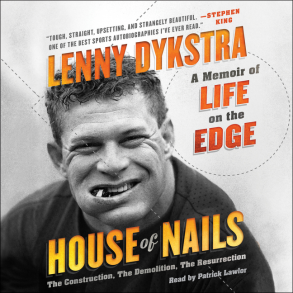 "TOUGH, STRAIGHT, UPSETTING, AND STRANGELY BEAUTIFUL.
ONE OF THE BEST SPORTS AUTOBIOGRAPHIES I'VE EVER READ."
—STEPHEN KING
LENNY DYKSTRA
A Memoir of
LIFE
on the
EDGE
HOUSE of NAILS
The Construction, The Demolition, The Resurrection
Read by Patrick Lawlor